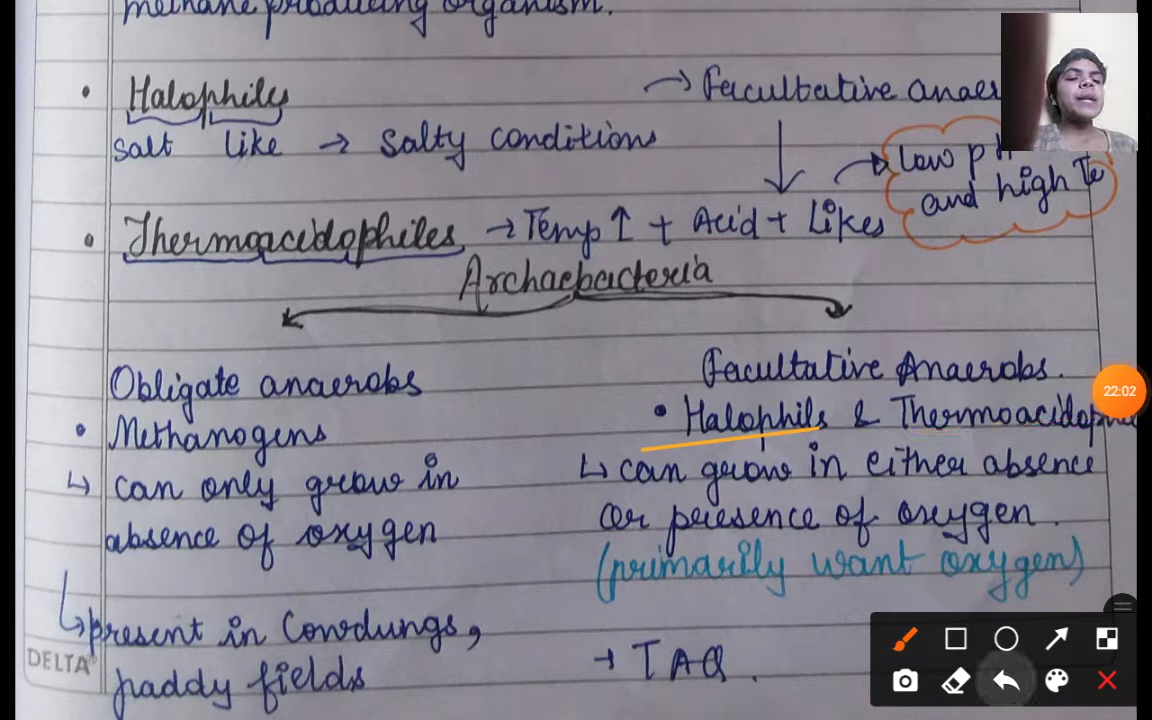 methane producing organism.
• Halophily → Facultative anaer
salt like → salty conditions
Low pH
and high Te
• Thermoacidophiles → Temp ↑ + Acid + Likes
Archaebacteria
Obligate anaerobs
• Methanogens
↳ can only grow in
absence of oxygen
↳ present in Cowdungs,
paddy fields
Facultative Anaerobs.
• Halophils & Thermoacidoph
↳ can grow in either absence
or presence of oxygen.
(primarily want oxygen)
→ TAQ.
22:02
DELTA